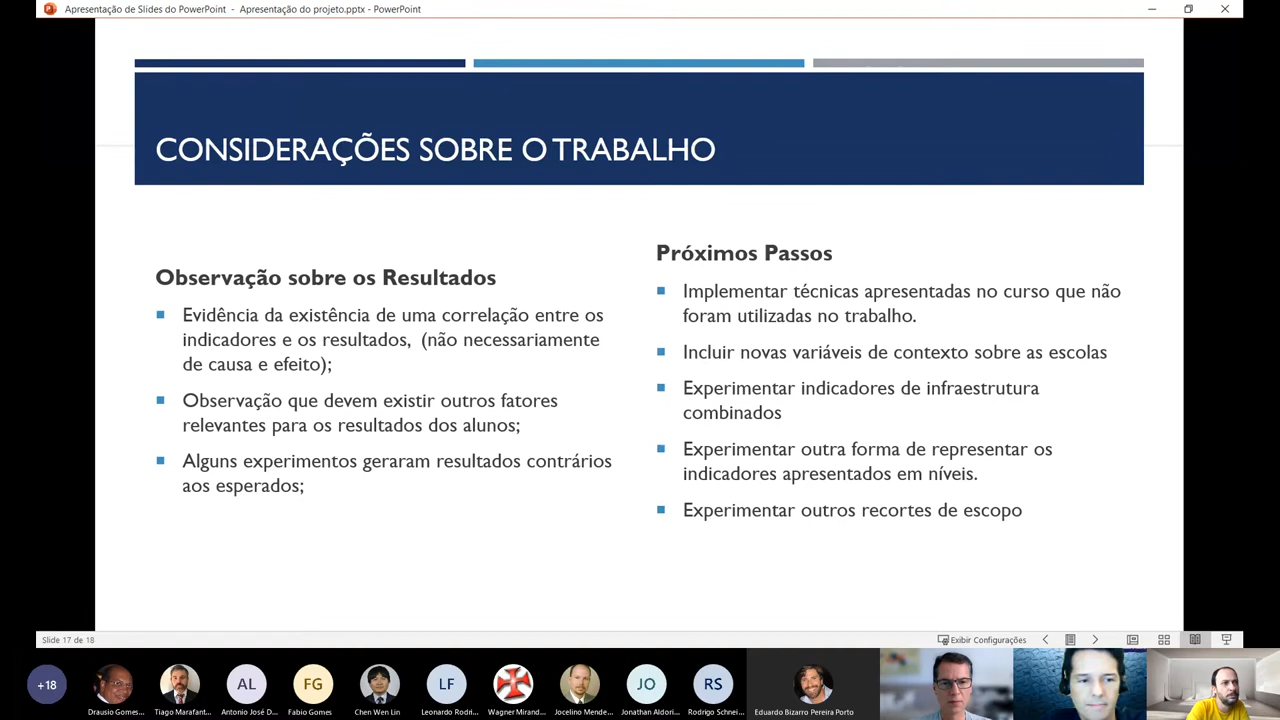 Apresentação de Slides do PowerPoint - Apresentação do projeto.pptx - PowerPoint
CONSIDERAÇÕES SOBRE O TRABALHO
Observação sobre os Resultados
Evidência da existência de uma correlação entre os
indicadores e os resultados, (não necessariamente
de causa e efeito);
Observação que devem existir outros fatores
relevantes para os resultados dos alunos;
Alguns experimentos geraram resultados contrários
aos esperados;
Próximos Passos
Implementar técnicas apresentadas no curso que não
foram utilizadas no trabalho.
Incluir novas variáveis de contexto sobre as escolas
Experimentar indicadores de infraestrutura
combinados
Experimentar outra forma de representar os
indicadores apresentados em níveis.
Experimentar outros recortes de escopo
Slide 17 de 18
Exibir Configurações
+18
AL
FG
LF
JO
RS
Drausio Gomes...
Tiago Marafant...
Antonio José D...
Fabio Gomes
Chen Wen Lin
Leonardo Rodri...
Wagner Mirand...
Jocelino Mende...
Jonathan Aldori...
Rodrigo Schnei...
Eduardo Bizarro Pereira Porto